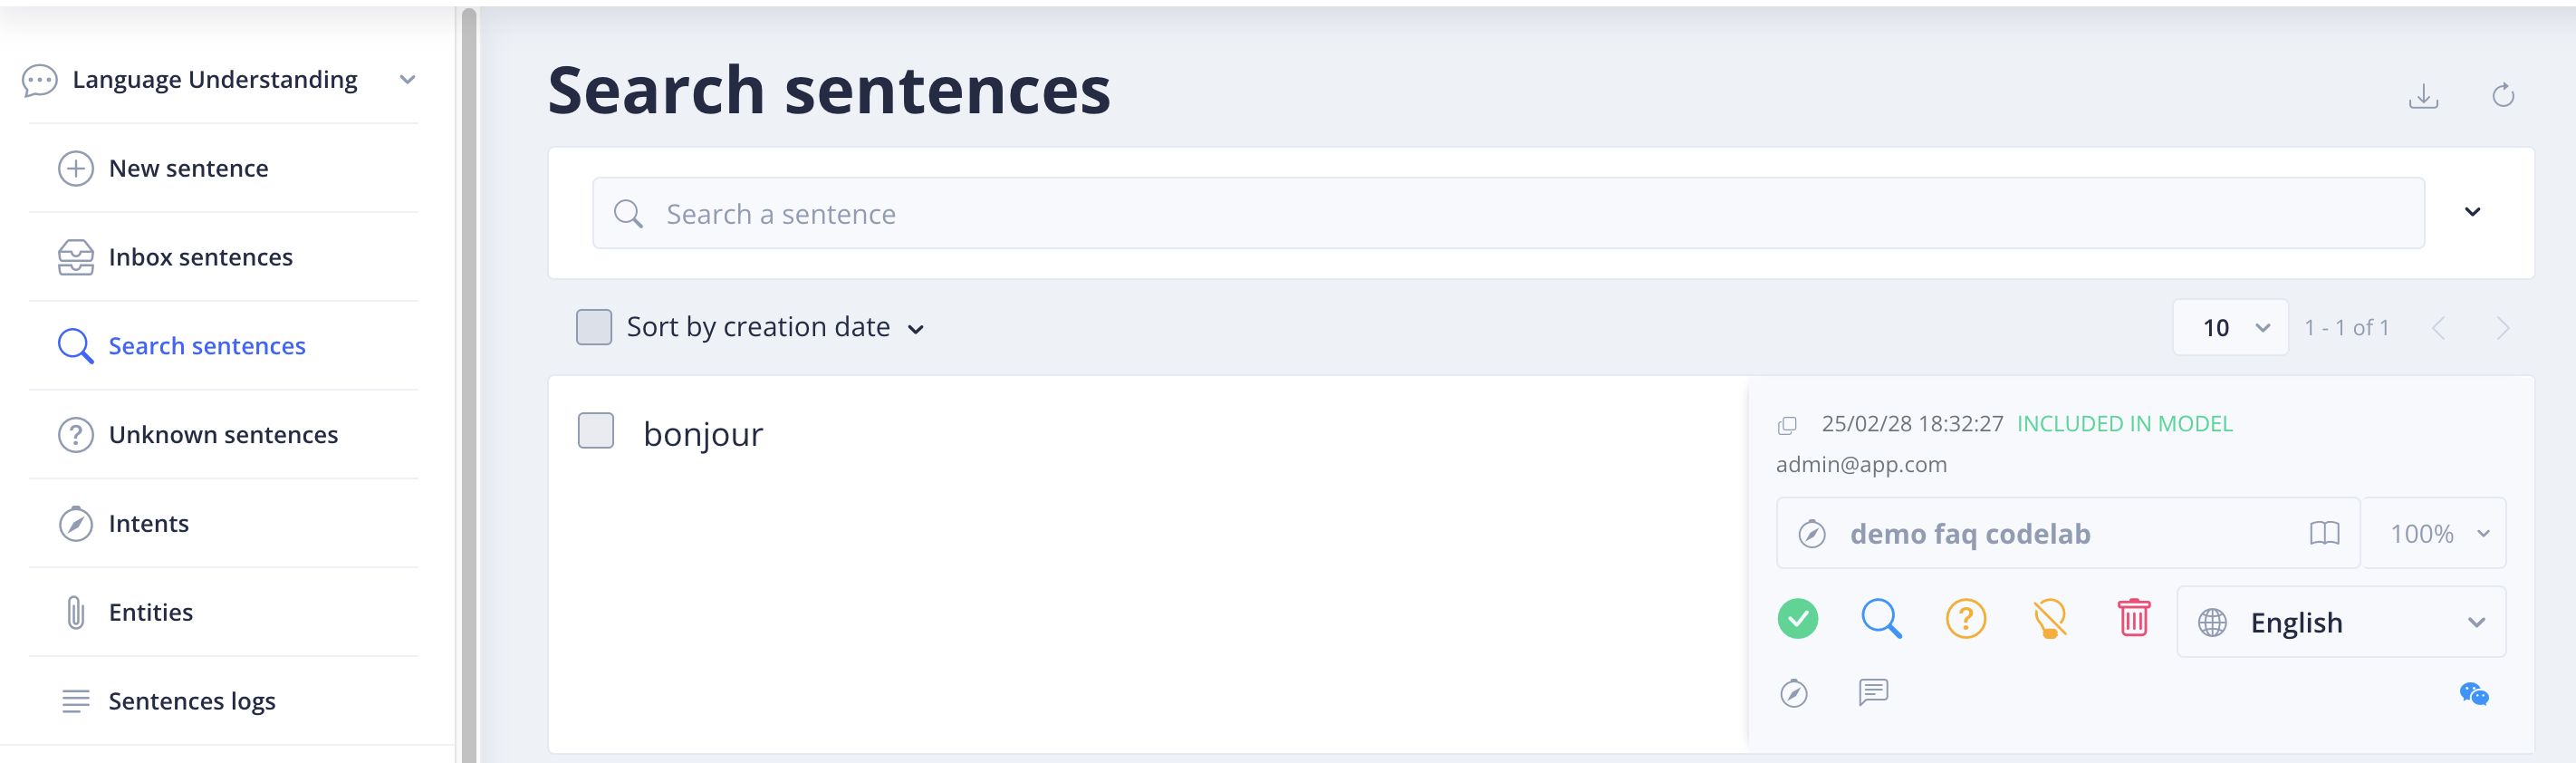 Language Understanding
New sentence
Inbox sentences
Search sentences
Unknown sentences
Intents
Entities
Sentences logs
Search sentences
Search a sentence
Sort by creation date
10
1 - 1 of 1
bonjour
25/02/28 18:32:27 INCLUDED IN MODEL
admin@app.com
demo faq codelab
100%
English